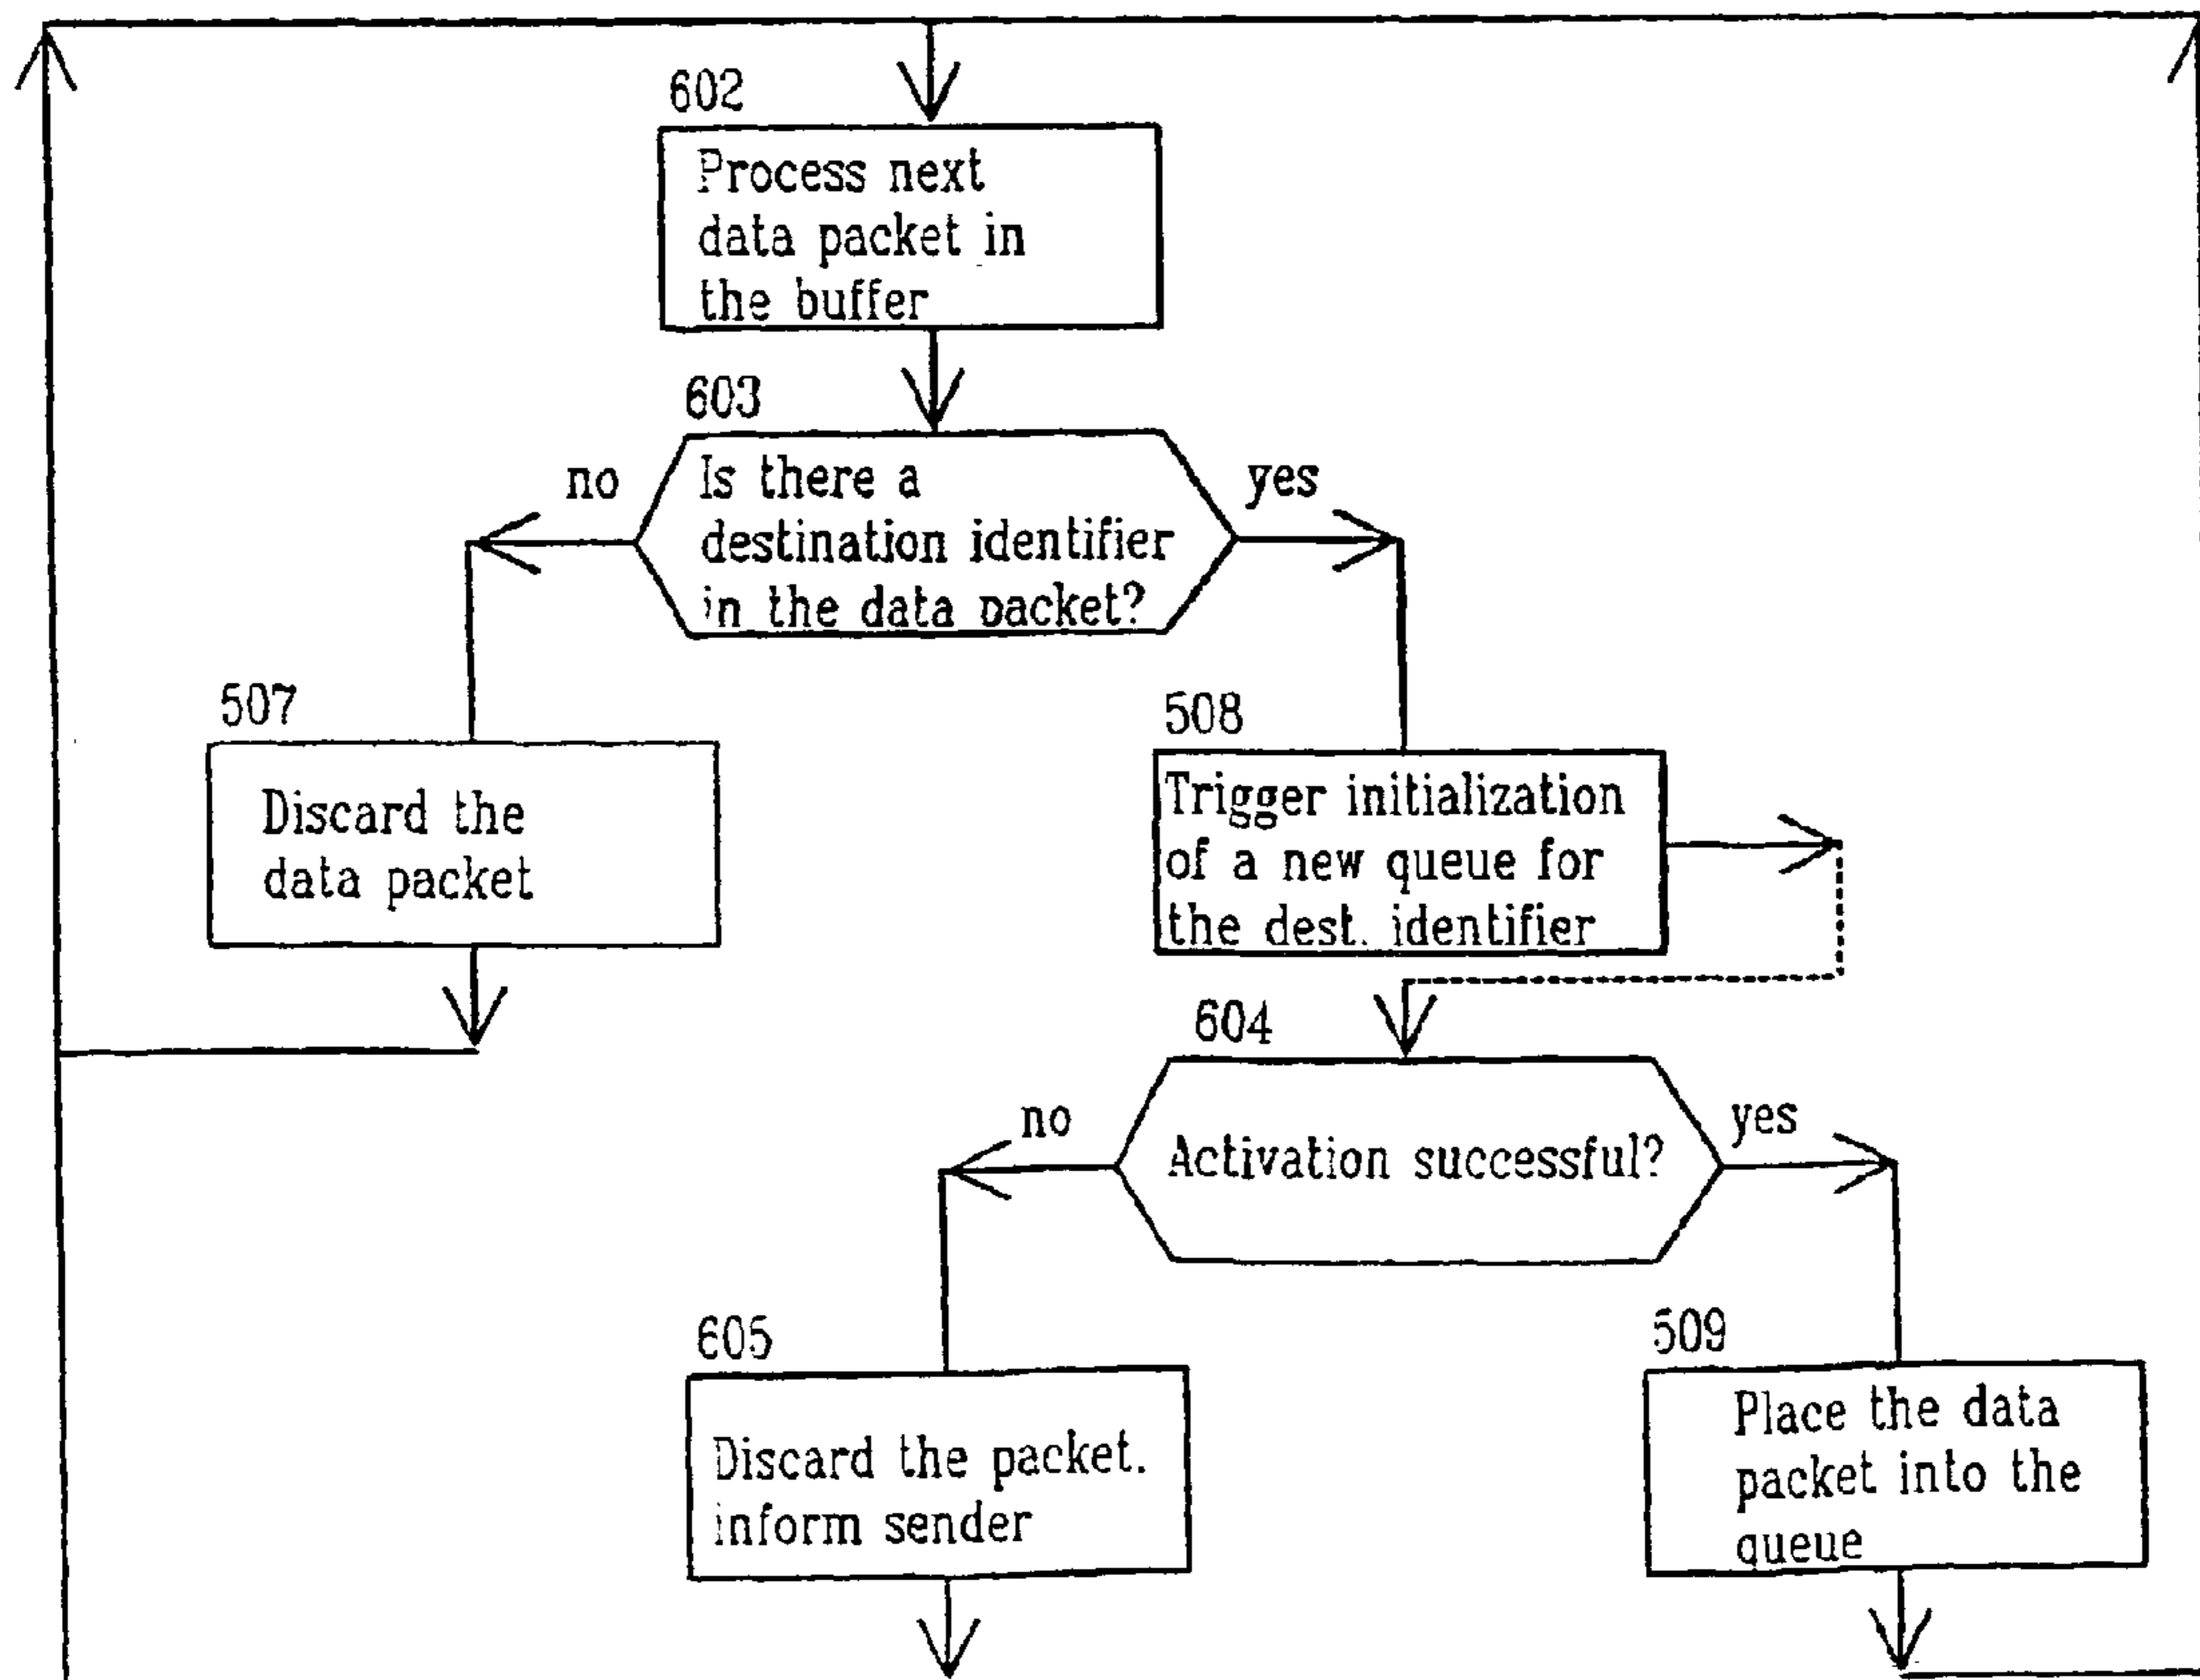 602
Process next
data packet in
the buffer
603
no
Is there a
destination identifier
in the data packet?
yes
507
Discard the
data packet
508
Trigger initialization
of a new queue for
the dest. identifier
604
no
Activation successful?
yes
605
Discard the packet.
inform sender
509
Place the data
packet into the
queue